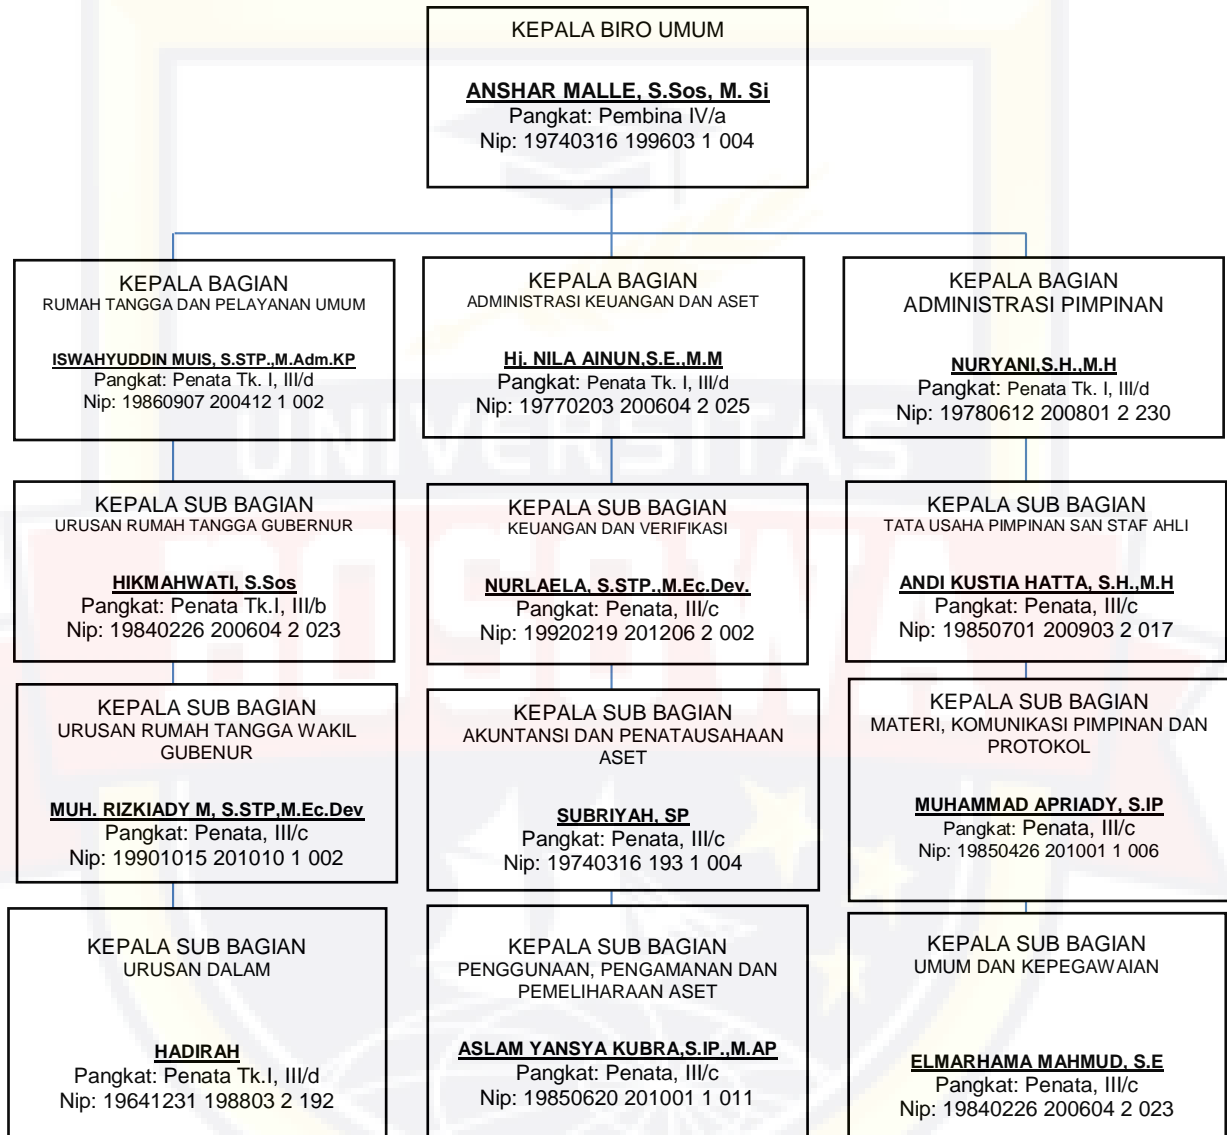 KEPALA BIRO UMUM
ANSHAR MALLE, S.Sos, M. Si
Pangkat: Pembina IV/a
Nip: 19740316 199603 1 004
KEPALA BAGIAN
RUMAH TANGGA DAN PELAYANAN UMUM
ISWAHYUDDIN MUIS, S.STP.,M.Adm.KP
Pangkat: Penata Tk. I, III/d
Nip: 19860907 200412 1 002
KEPALA BAGIAN
ADMINISTRASI KEUANGAN DAN ASET
Hj. NILA AINUN,S.E.,M.M
Pangkat: Penata Tk. I, III/d
Nip: 19770203 200604 2 025
KEPALA BAGIAN
ADMINISTRASI PIMPINAN
NURYANI,S.H.,M.H
Pangkat: Penata Tk. I, III/d
Nip: 19780612 200801 2 230
KEPALA SUB BAGIAN
URUSAN RUMAH TANGGA GUBERNUR
HIKMAHWATI, S.Sos
Pangkat: Penata Tk.I, III/b
Nip: 19840226 200604 2 023
KEPALA SUB BAGIAN
KEUANGAN DAN VERIFIKASI
NURLAELA, S.STP.,M.Ec.Dev.
Pangkat: Penata, III/c
Nip: 19920219 201206 2 002
KEPALA SUB BAGIAN
TATA USAHA PIMPINAN SAN STAF AHLI
ANDI KUSTIA HATTA, S.H.,M.H
Pangkat: Penata, III/c
Nip: 19850701 200903 2 017
KEPALA SUB BAGIAN
URUSAN RUMAH TANGGA WAKIL
GUBENUR
MUH. RIZKIADY M, S.STP,M.Ec.Dev
Pangkat: Penata, III/c
Nip: 19901015 201010 1 002
KEPALA SUB BAGIAN
AKUNTANSI DAN PENATAUSAHAAN
ASET
SUBRIYAH, SP
Pangkat: Penata, III/c
Nip: 19740316 193 1 004
KEPALA SUB BAGIAN
MATERI, KOMUNIKASI PIMPINAN DAN
PROTOKOL
MUHAMMAD APRIADY, S.IP
Pangkat: Penata, III/c
Nip: 19850426 201001 1 006
KEPALA SUB BAGIAN
URUSAN DALAM
HADIRAH
Pangkat: Penata Tk.I, III/d
Nip: 19641231 198803 2 192
KEPALA SUB BAGIAN
PENGGUNAAN, PENGAMANAN DAN
PEMELIHARAAN ASET
ASLAM YANSYA KUBRA,S.IP.,M.AP
Pangkat: Penata, III/c
Nip: 19850620 201001 1 011
KEPALA SUB BAGIAN
UMUM DAN KEPEGAWAIAN
ELMARHAMA MAHMUD, S.E
Pangkat: Penata, III/c
Nip: 19840226 200604 2 023
UNIVERSITAS
BOSOWA